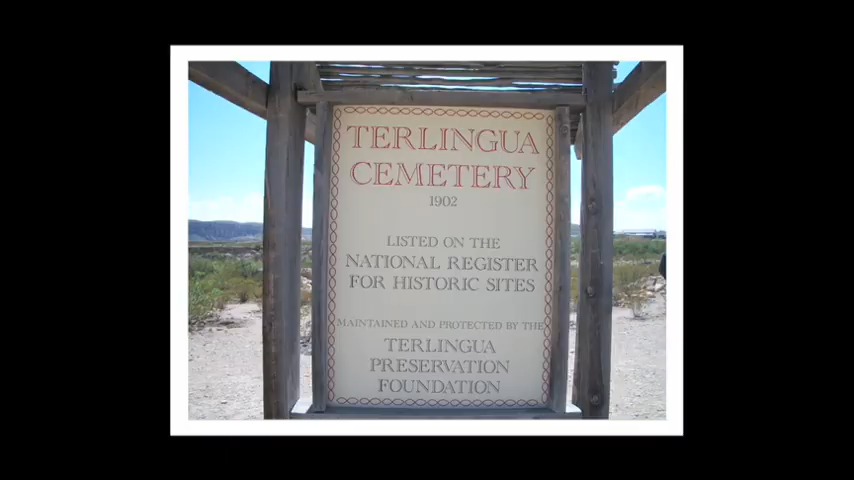 TERLINGUA
CEMETERY
1902
LISTED ON THE
NATIONAL REGISTER
FOR HISTORIC SITES
MAINTAINED AND PROTECTED BY THE
TERLINGUA
PRESERVATION
FOUNDATION